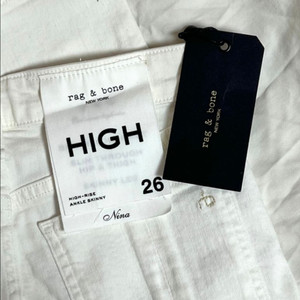 rag & bone
NEW YORK
HIGH
26
HIGH-RISE
ANKLE SKINNY
Nina
rag & bone
NEW YORK